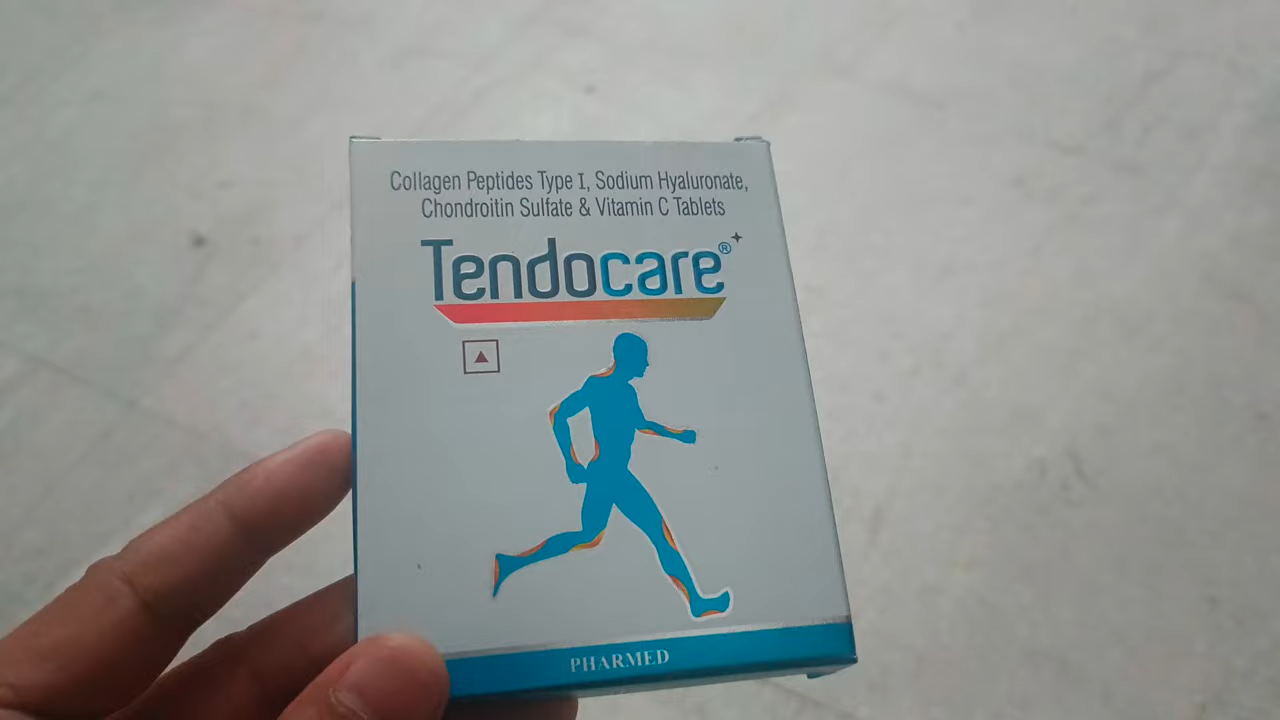 Collagen Peptides Type I, Sodium Hyaluronate,
Chondroitin Sulfate & Vitamin C Tablets
Tendocare®
PHARMED